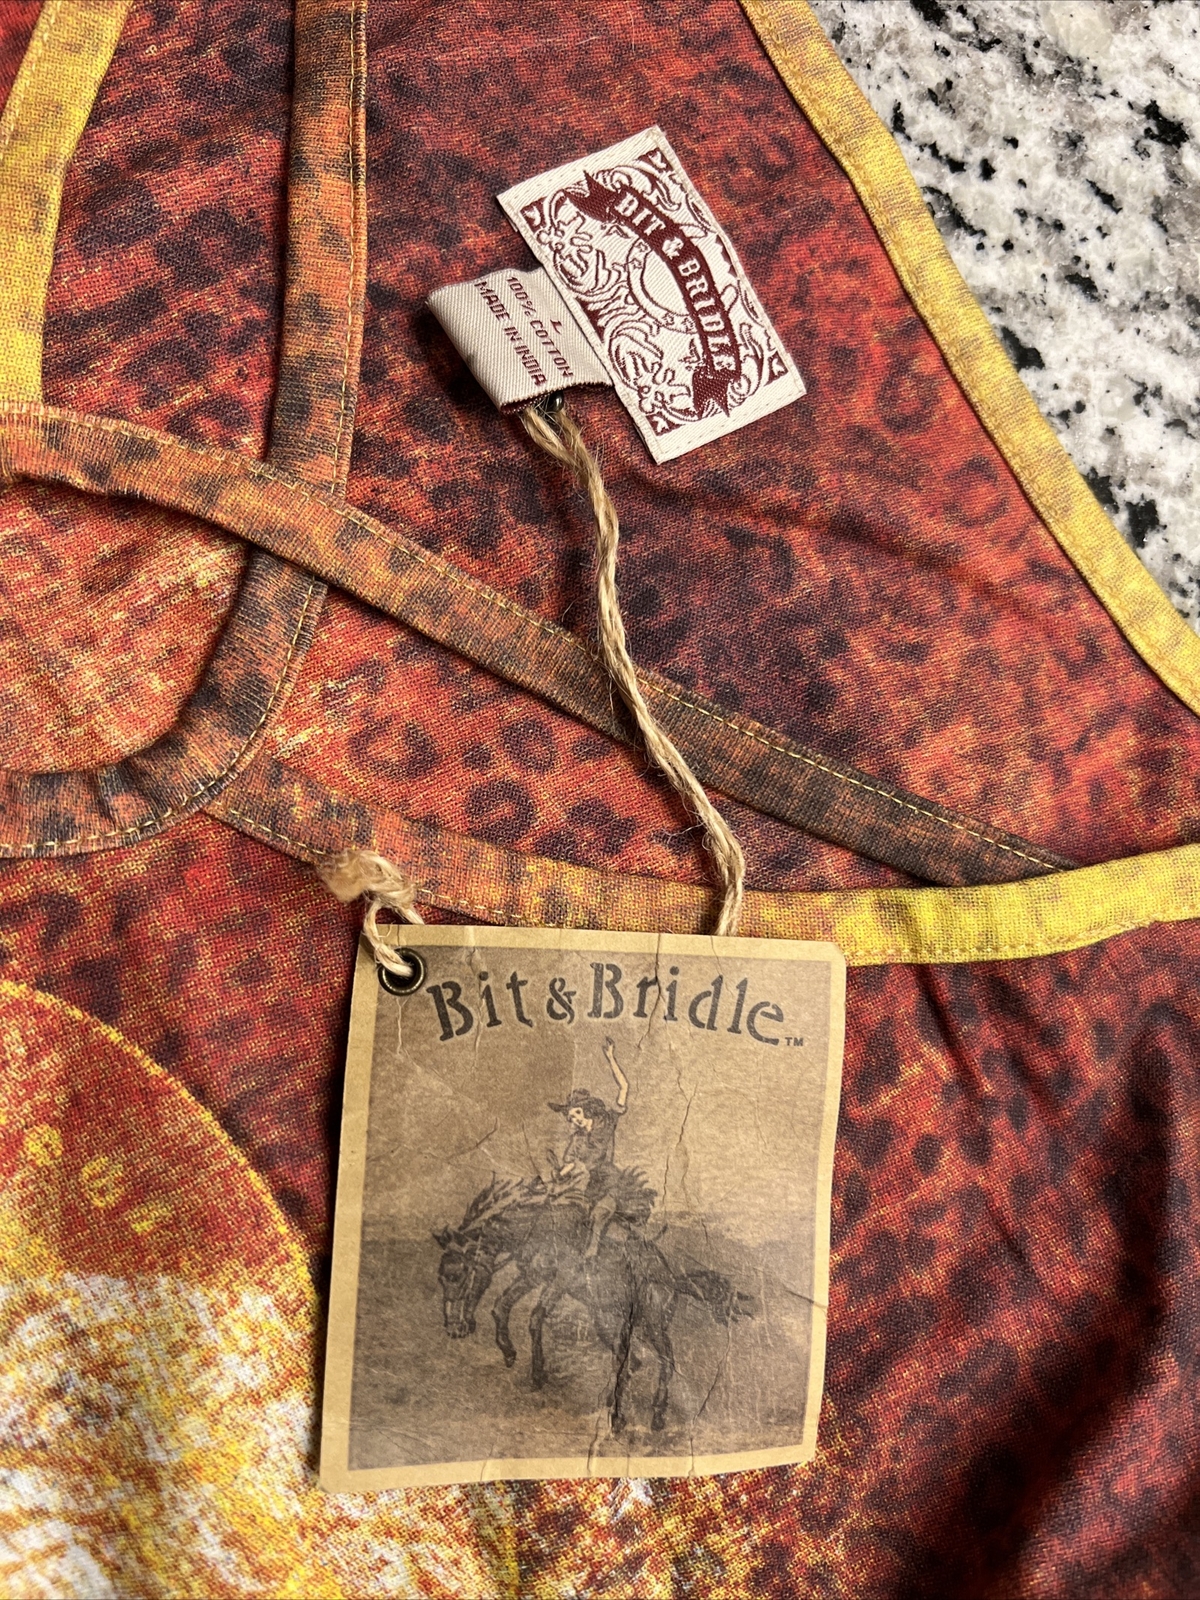 BIT & BRIDLE
L
100% COTTON
MADE IN INDIA
Bit & Bridle™